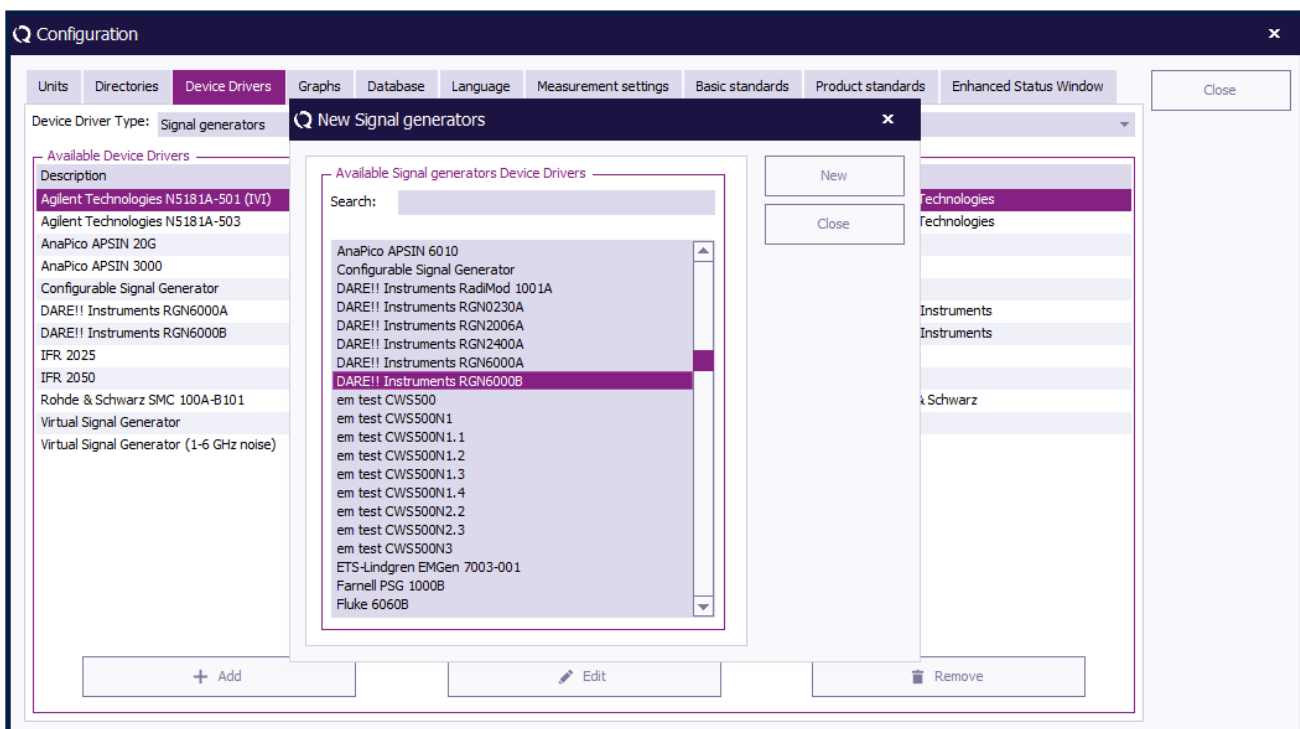 Configuration
Units Directories Device Drivers Graphs Database Language Measurement settings Basic standards Product standards Enhanced Status Window
Close
Device Driver Type: Signal generators
Available Device Drivers
Description
Agilent Technologies N5181A-501 (IVI)
Agilent Technologies N5181A-503
AnaPico APSIN 20G
AnaPico APSIN 3000
Configurable Signal Generator
DARE!! Instruments RGN6000A
DARE!! Instruments RGN6000B
IFR 2025
IFR 2050
Rohde & Schwarz SMC 100A-B101
Virtual Signal Generator
Virtual Signal Generator (1-6 GHz noise)
Technologies
Technologies
Instruments
Instruments
& Schwarz
New Signal generators
Available Signal generators Device Drivers
Search:
AnaPico APSIN 6010
Configurable Signal Generator
DARE!! Instruments RadiMod 1001A
DARE!! Instruments RGN0230A
DARE!! Instruments RGN2006A
DARE!! Instruments RGN2400A
DARE!! Instruments RGN6000A
DARE!! Instruments RGN6000B
em test CWS500
em test CWS500N1
em test CWS500N1.1
em test CWS500N1.2
em test CWS500N1.3
em test CWS500N1.4
em test CWS500N2.2
em test CWS500N2.3
em test CWS500N3
ETS-Lindgren EMGen 7003-001
Farnell PSG 1000B
Fluke 6060B
New
Close
Add
Edit
Remove